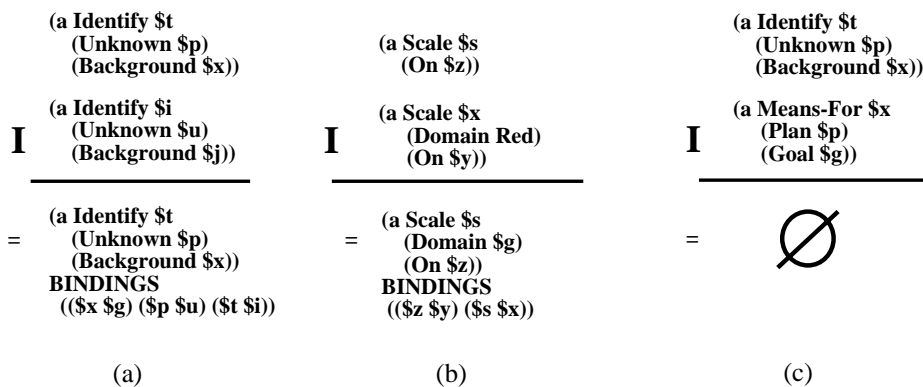 (a Identify $t
(Unknown $p)
(Background $x))
I
(a Identify $i
(Unknown $u)
(Background $j))
=
(a Identify $t
(Unknown $p)
(Background $x))
BINDINGS
(($x $g) ($p $u) ($t $i))
(a)
(a Scale $s
(On $z))
I
(a Scale $x
(Domain Red)
(On $y))
=
(a Scale $s
(Domain $g)
(On $z))
BINDINGS
(($z $y) ($s $x))
(b)
(a Identify $t
(Unknown $p)
(Background $x))
I
(a Means-For $x
(Plan $p)
(Goal $g))
=
∅
(c)